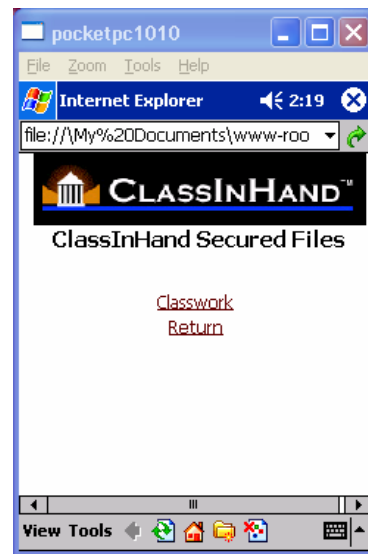 pocketpc1010
File Zoom Tools Help
Internet Explorer 2:19
file://\My%20Documents\www-roo
CLASSINHAND™
ClassInHand Secured Files
Classwork
Return
View Tools